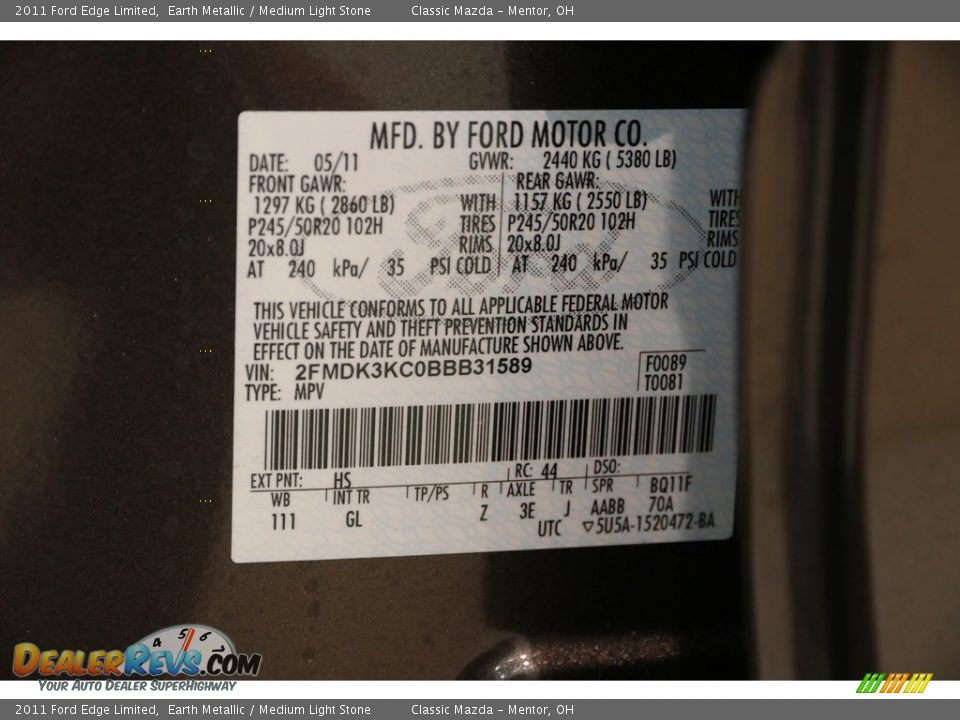 2011 Ford Edge Limited, Earth Metallic / Medium Light Stone Classic Mazda – Mentor, OH
MFD. BY FORD MOTOR CO.
DATE: 05/11 GVWR: 2440 KG ( 5380 LB)
FRONT GAWR: REAR GAWR:
1297 KG ( 2860 LB) WITH 1157 KG ( 2550 LB) WITH
P245/50R20 102H TIRES P245/50R20 102H TIRES
20x8.0J RIMS 20x8.0J RIMS
AT 240 kPa/ 35 PSI COLD AT 240 kPa/ 35 PSI COLD
Ford
THIS VEHICLE CONFORMS TO ALL APPLICABLE FEDERAL MOTOR
VEHICLE SAFETY AND THEFT PREVENTION STANDARDS IN
EFFECT ON THE DATE OF MANUFACTURE SHOWN ABOVE.
VIN: 2FMDK3KC0BBB31589 F0089
TYPE: MPV T0081
EXT PNT: HS RC: 44 DSO:
WB INT TR TP/PS R AXLE TR SPR BQ11F
111 GL Z 3E J AABB 70A
UTC ▽5U5A-1520472-BA
4 5 6
DEALERREVS.COM
YOUR AUTO DEALER SUPERHIGHWAY
2011 Ford Edge Limited, Earth Metallic / Medium Light Stone Classic Mazda – Mentor, OH